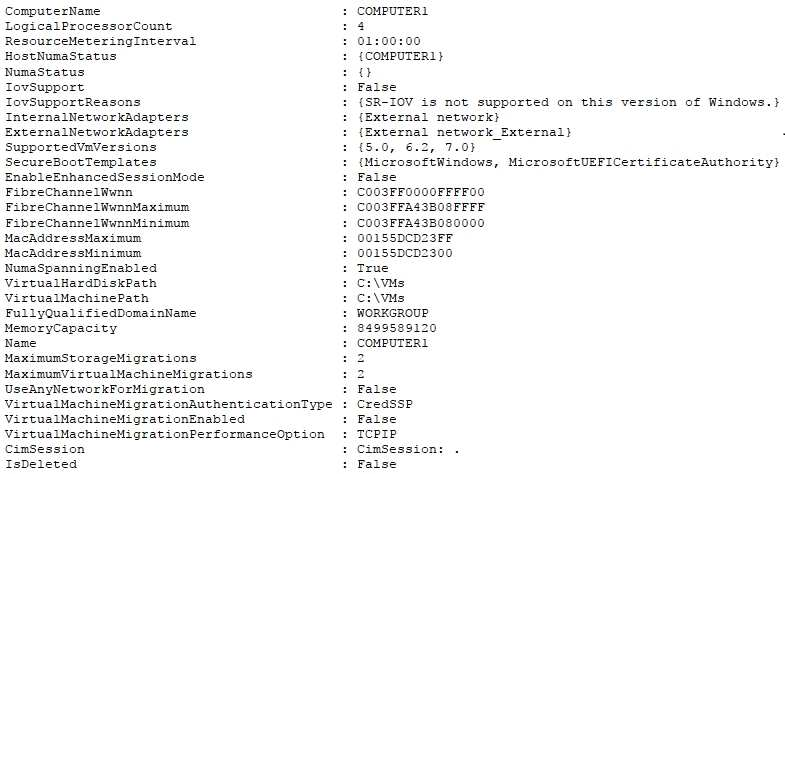 ComputerName : COMPUTER1
LogicalProcessorCount : 4
ResourceMeteringInterval : 01:00:00
HostNumaStatus : {COMPUTER1}
NumaStatus : {}
IovSupport : False
IovSupportReasons : {SR-IOV is not supported on this version of Windows.}
InternalNetworkAdapters : {External network}
ExternalNetworkAdapters : {External network_External}
SupportedVmVersions : {5.0, 6.2, 7.0}
SecureBootTemplates : {MicrosoftWindows, MicrosoftUEFICertificateAuthority}
EnableEnhancedSessionMode : False
FibreChannelWwnn : C003FF0000FFFF00
FibreChannelWwpnMaximum : C003FFA43B08FFFF
FibreChannelWwpnMinimum : C003FFA43B080000
MacAddressMaximum : 00155DCD23FF
MacAddressMinimum : 00155DCD2300
NumaSpanningEnabled : True
VirtualHardDiskPath : C:\VMs
VirtualMachinePath : C:\VMs
FullyQualifiedDomainName : WORKGROUP
MemoryCapacity : 8499589120
Name : COMPUTER1
MaximumStorageMigrations : 2
MaximumVirtualMachineMigrations : 2
UseAnyNetworkForMigration : False
VirtualMachineMigrationAuthenticationType : CredSSP
VirtualMachineMigrationEnabled : False
VirtualMachineMigrationPerformanceOption : TCPIP
CimSession : CimSession: .
IsDeleted : False